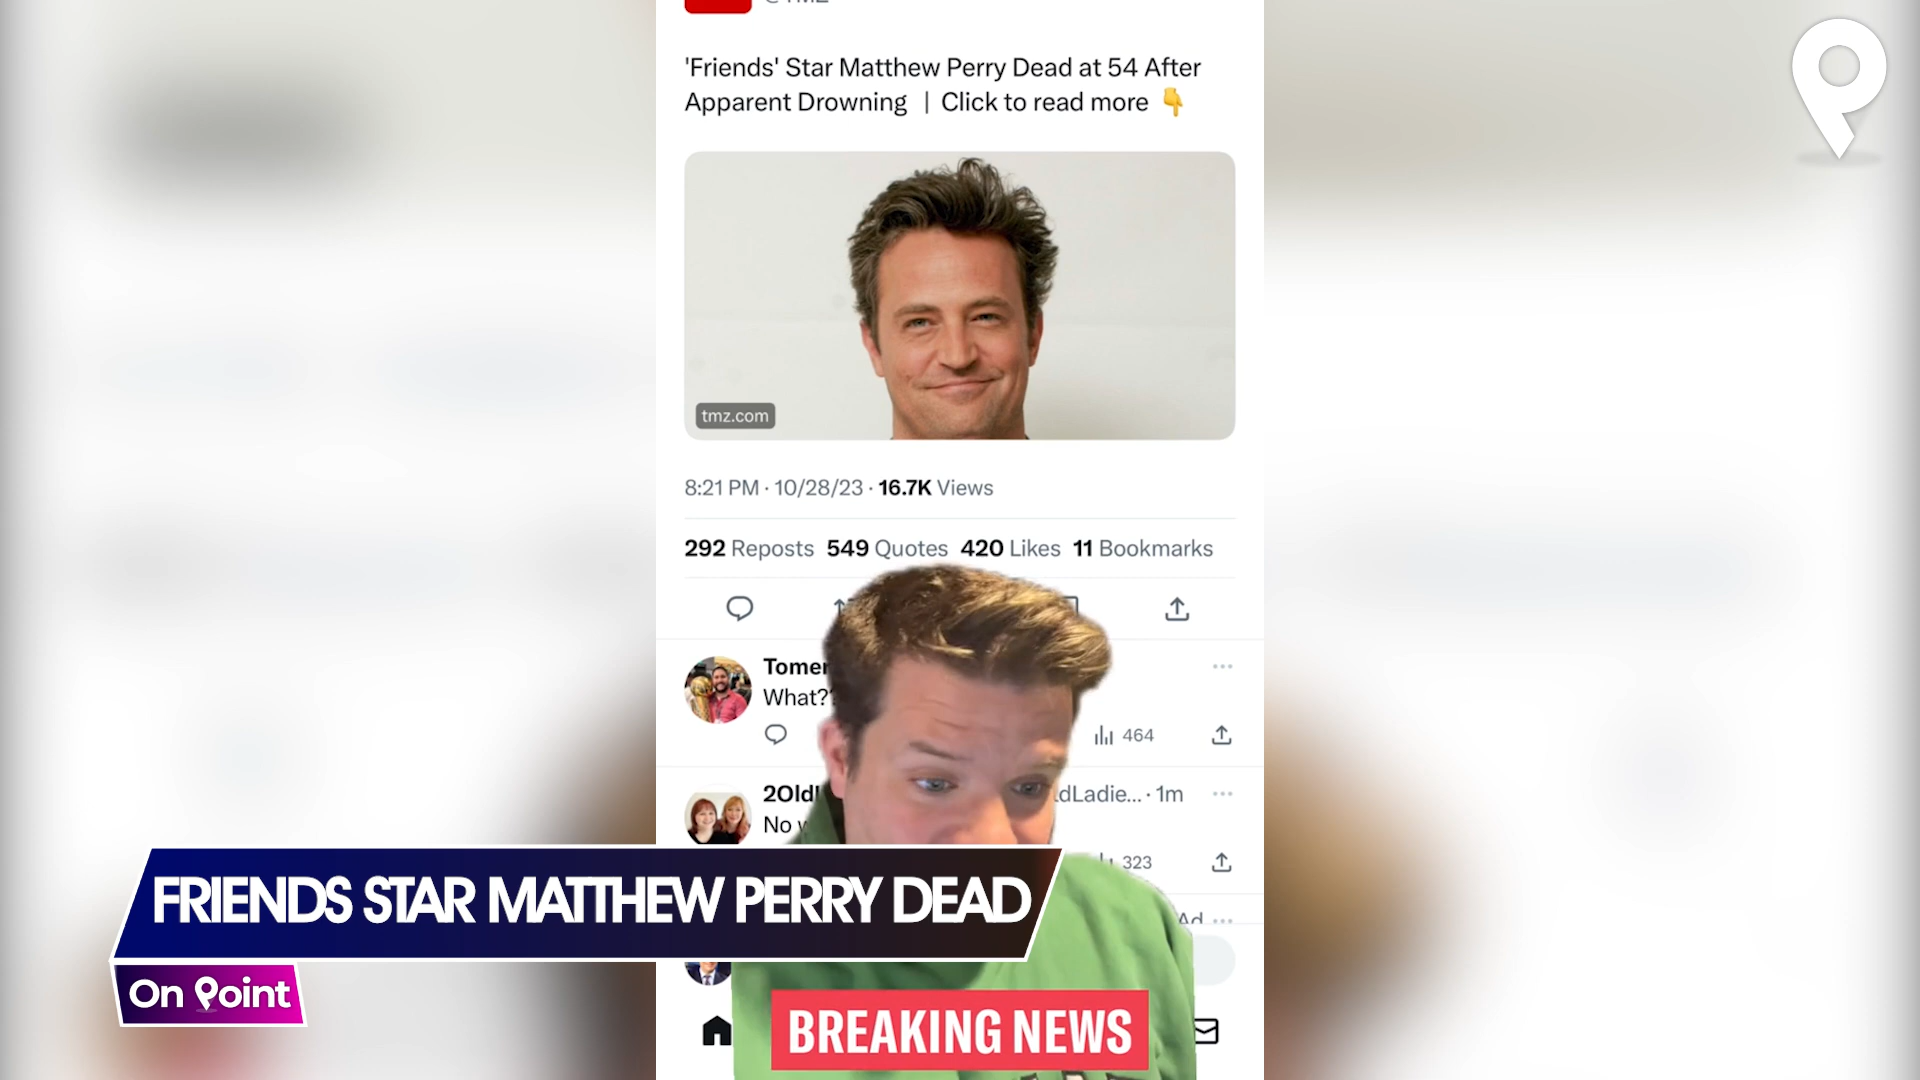 @TMZ
'Friends' Star Matthew Perry Dead at 54 After
Apparent Drowning | Click to read more 👇
tmz.com
8:21 PM · 10/28/23 · 16.7K Views
292 Reposts 549 Quotes 420 Likes 11 Bookmarks
What?
464
1m
No
323
Ad
FRIENDS STAR MATTHEW PERRY DEAD
On Point
BREAKING NEWS